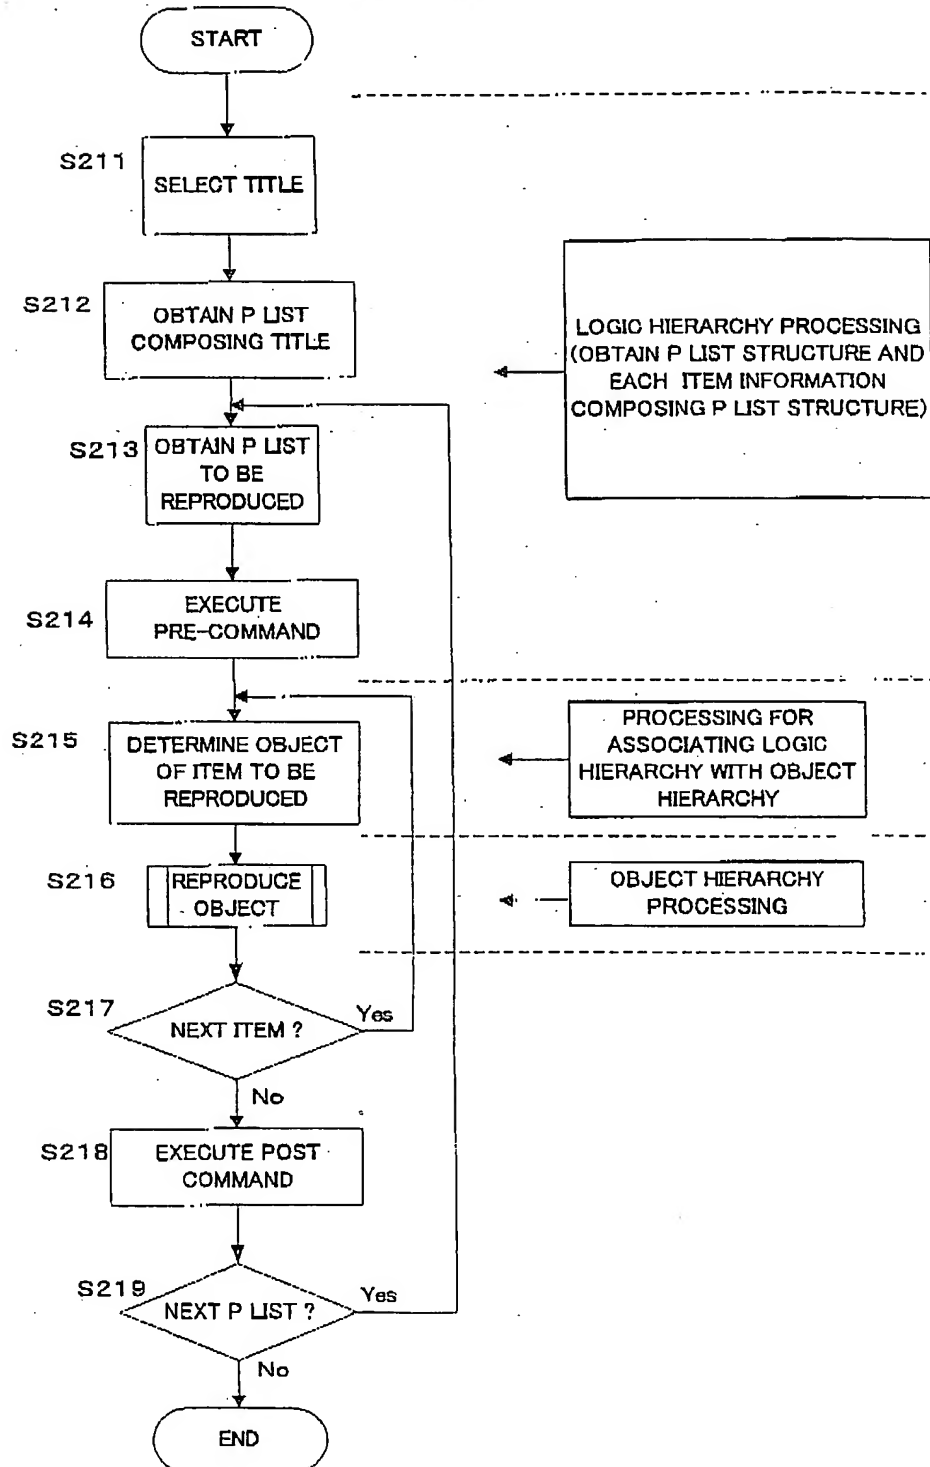 START
S211
SELECT TITLE
S212
OBTAIN P LIST
COMPOSING TITLE
LOGIC HIERARCHY PROCESSING
(OBTAIN P LIST STRUCTURE AND
EACH ITEM INFORMATION
COMPOSING P LIST STRUCTURE)
S213
OBTAIN P LIST
TO BE
REPRODUCED
S214
EXECUTE
PRE-COMMAND
S215
DETERMINE OBJECT
OF ITEM TO BE
REPRODUCED
PROCESSING FOR
ASSOCIATING LOGIC
HIERARCHY WITH OBJECT
HIERARCHY
S216
REPRODUCE
OBJECT
OBJECT HIERARCHY
PROCESSING
S217
NEXT ITEM ?
Yes
No
S218
EXECUTE POST
COMMAND
S219
NEXT P LIST ?
Yes
No
END